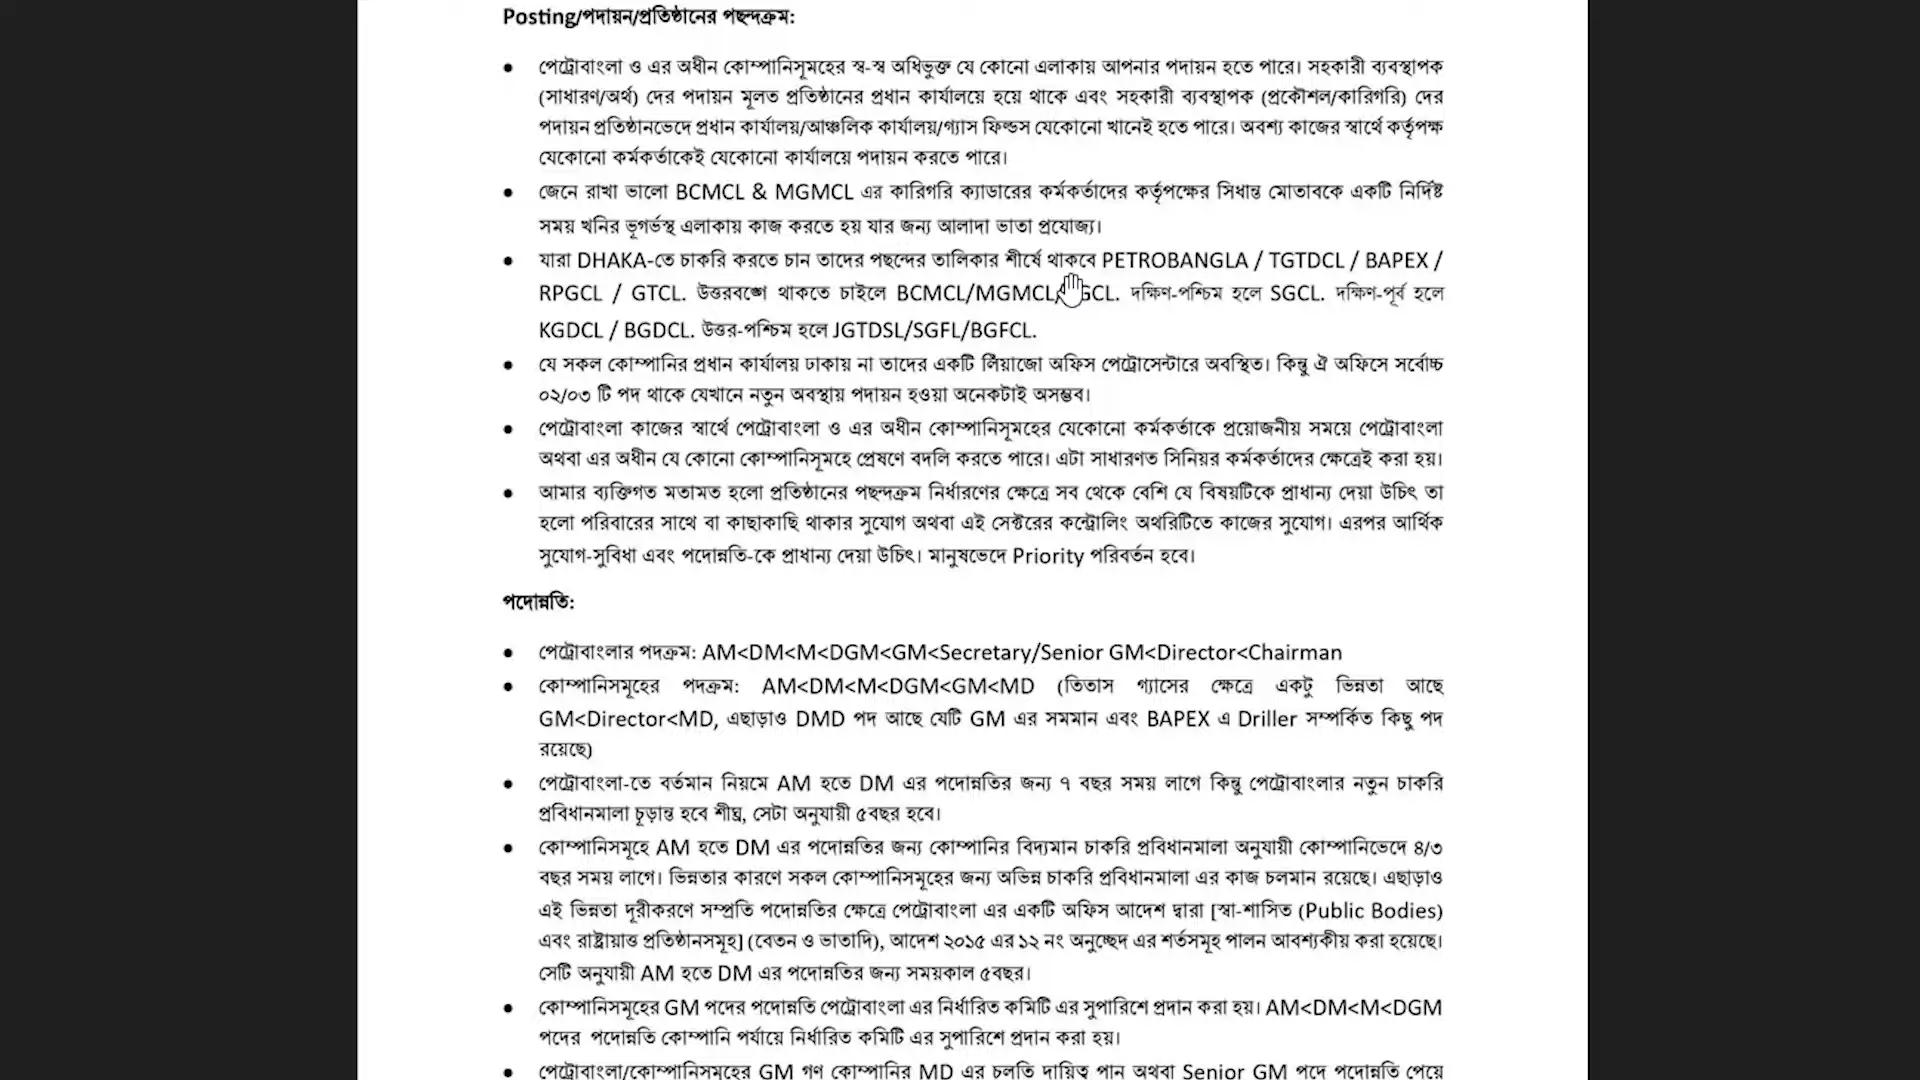 Posting/পদায়ন/প্রতিষ্ঠানের পছন্দক্রম:
● পেট্রোবাংলা ও এর অধীন কোম্পানিসূমহের স্ব-স্ব অধিভুক্ত যে কোনো এলাকায় আপনার পদায়ন হতে পারে। সহকারী ব্যবস্থাপক
(সাধারণ/অর্থ) দের পদায়ন মূলত প্রতিষ্ঠানের প্রধান কার্যালয়ে হয়ে থাকে এবং সহকারী ব্যবস্থাপক (প্রকৌশল/কারিগরি) দের
পদায়ন প্রতিষ্ঠানভেদে প্রধান কার্যালয়/আঞ্চলিক কার্যালয়/গ্যাস ফিল্ডস যেকোনো খানেই হতে পারে। অবশ্য কাজের স্বার্থে কর্তৃপক্ষ
যেকোনো কর্মকর্তাকেই যেকোনো কার্যালয়ে পদায়ন করতে পারে।
● জেনে রাখা ভালো BCMCL & MGMCL এর কারিগরি ক্যাডারের কর্মকর্তাদের কর্তৃপক্ষের সিধান্ত মোতাবকে একটি নির্দিষ্ট
সময় খনির ভূগর্ভস্থ এলাকায় কাজ করতে হয় যার জন্য আলাদা ভাতা প্রযোজ্য।
● যারা DHAKA-তে চাকরি করতে চান তাদের পছন্দের তালিকার শীর্ষে থাকবে PETROBANGLA / TGTDCL / BAPEX /
RPGCL / GTCL. উত্তরবঙ্গে থাকতে চাইলে BCMCL/MGMCL/ GCL. দক্ষিণ-পশ্চিম হলে SGCL. দক্ষিণ-পূর্ব হলে
KGDCL / BGDCL. উত্তর-পশ্চিম হলে JGTDSL/SGFL/BGFCL.
● যে সকল কোম্পানির প্রধান কার্যালয় ঢাকায় না তাদের একটি লিঁয়াজো অফিস পেট্রোসেন্টারে অবস্থিত। কিন্তু ঐ অফিসে সর্বোচ্চ
০২/০৩ টি পদ থাকে যেখানে নতুন অবস্থায় পদায়ন হওয়া অনেকটাই অসম্ভব।
● পেট্রোবাংলা কাজের স্বার্থে পেট্রোবাংলা ও এর অধীন কোম্পানিসূমহের যেকোনো কর্মকর্তাকে প্রয়োজনীয় সময়ে পেট্রোবাংলা
অথবা এর অধীন যে কোনো কোম্পানিসূমহে প্রেষণে বদলি করতে পারে। এটা সাধারণত সিনিয়র কর্মকর্তাদের ক্ষেত্রেই করা হয়।
● আমার ব্যক্তিগত মতামত হলো প্রতিষ্ঠানের পছন্দক্রম নির্ধারণের ক্ষেত্রে সব থেকে বেশি যে বিষয়টিকে প্রাধান্য দেয়া উচিৎ তা
হলো পরিবারের সাথে বা কাছাকাছি থাকার সুযোগ অথবা এই সেক্টরের কন্ট্রোলিং অথরিটিতে কাজের সুযোগ। এরপর আর্থিক
সুযোগ-সুবিধা এবং পদোন্নতি-কে প্রাধান্য দেয়া উচিৎ। মানুষভেদে Priority পরিবর্তন হবে।
পদোন্নতি:
● পেট্রোবাংলার পদক্রম: AM<DM<M<DGM<GM<Secretary/Senior GM<Director<Chairman
● কোম্পানিসমূহের পদক্রম: AM<DM<M<DGM<GM<MD (তিতাস গ্যাসের ক্ষেত্রে একটু ভিন্নতা আছে
GM<Director<MD, এছাড়াও DMD পদ আছে যেটি GM এর সমমান এবং BAPEX এ Driller সম্পর্কিত কিছু পদ
রয়েছে)
● পেট্রোবাংলা-তে বর্তমান নিয়মে AM হতে DM এর পদোন্নতির জন্য ৭ বছর সময় লাগে কিন্তু পেট্রোবাংলার নতুন চাকরি
প্রবিধানমালা চূড়ান্ত হবে শীঘ্র, সেটা অনুযায়ী ৫বছর হবে।
● কোম্পানিসমূহে AM হতে DM এর পদোন্নতির জন্য কোম্পানির বিদ্যমান চাকরি প্রবিধানমালা অনুযায়ী কোম্পানিভেদে ৪/৩
বছর সময় লাগে। ভিন্নতার কারণে সকল কোম্পানিসমূহের জন্য অভিন্ন চাকরি প্রবিধানমালা এর কাজ চলমান রয়েছে। এছাড়াও
এই ভিন্নতা দূরীকরণে সম্প্রতি পদোন্নতির ক্ষেত্রে পেট্রোবাংলা এর একটি অফিস আদেশ দ্বারা [স্বা-শাসিত (Public Bodies)
এবং রাষ্ট্রায়াত্ত প্রতিষ্ঠানসমূহ] (বেতন ও ভাতাদি), আদেশ ২০১৫ এর ১২ নং অনুচ্ছেদ এর শর্তসমূহ পালন আবশ্যকীয় করা হয়েছে।
সেটি অনুযায়ী AM হতে DM এর পদোন্নতির জন্য সময়কাল ৫বছর।
● কোম্পানিসমূহের GM পদের পদোন্নতি পেট্রোবাংলা এর নির্ধারিত কমিটি এর সুপারিশে প্রদান করা হয়। AM<DM<M<DGM
পদের পদোন্নতি কোম্পানি পর্যায়ে নির্ধারিত কমিটি এর সুপারিশে প্রদান করা হয়।
● পেট্রোবাংলা/কোম্পানিসমূহের GM গণ কোম্পানির MD এর চলতি দায়িত্ব পান অথবা Senior GM পদে পদোন্নতি পেয়ে